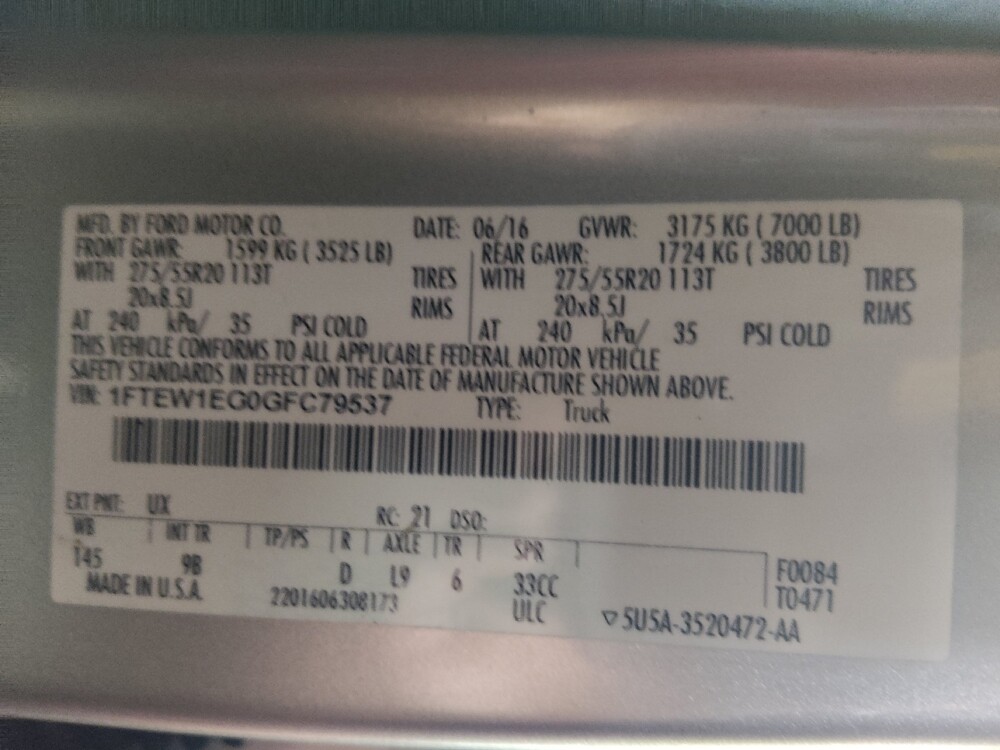 MFD. BY FORD MOTOR CO. DATE: 06/16 GVWR: 3175 KG ( 7000 LB)
FRONT GAWR: 1599 KG ( 3525 LB) REAR GAWR: 1724 KG ( 3800 LB)
WITH 275/55R20 113T TIRES WITH 275/55R20 113T TIRES
20x8.5J RIMS 20x8.5J RIMS
AT 240 kPa/ 35 PSI COLD AT 240 kPa/ 35 PSI COLD
THIS VEHICLE CONFORMS TO ALL APPLICABLE FEDERAL MOTOR VEHICLE
SAFETY STANDARDS IN EFFECT ON THE DATE OF MANUFACTURE SHOWN ABOVE.
VIN: 1FTEW1EG0GFC79537 TYPE: Truck
EXT PNT: UX RC: 21 DSO:
WB INT TR TP/PS R AXLE TR SPR
145 9B D L9 6 33CC F0084
MADE IN U.S.A. 2201606308173 ULC T0471
▽5U5A-3520472-AA